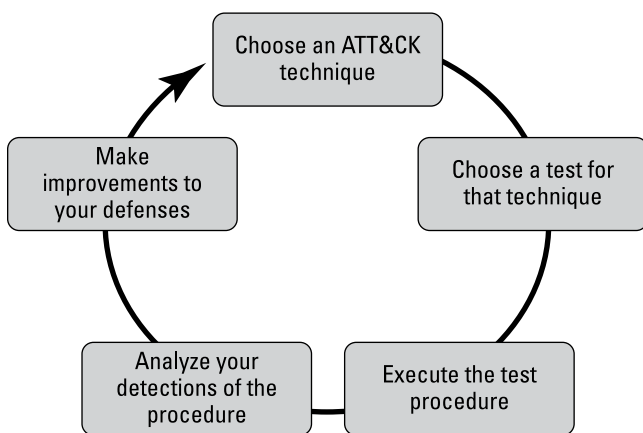 Choose an ATT&CK
technique
Choose a test for
that technique
Execute the test
procedure
Analyze your
detections of the
procedure
Make
improvements to
your defenses